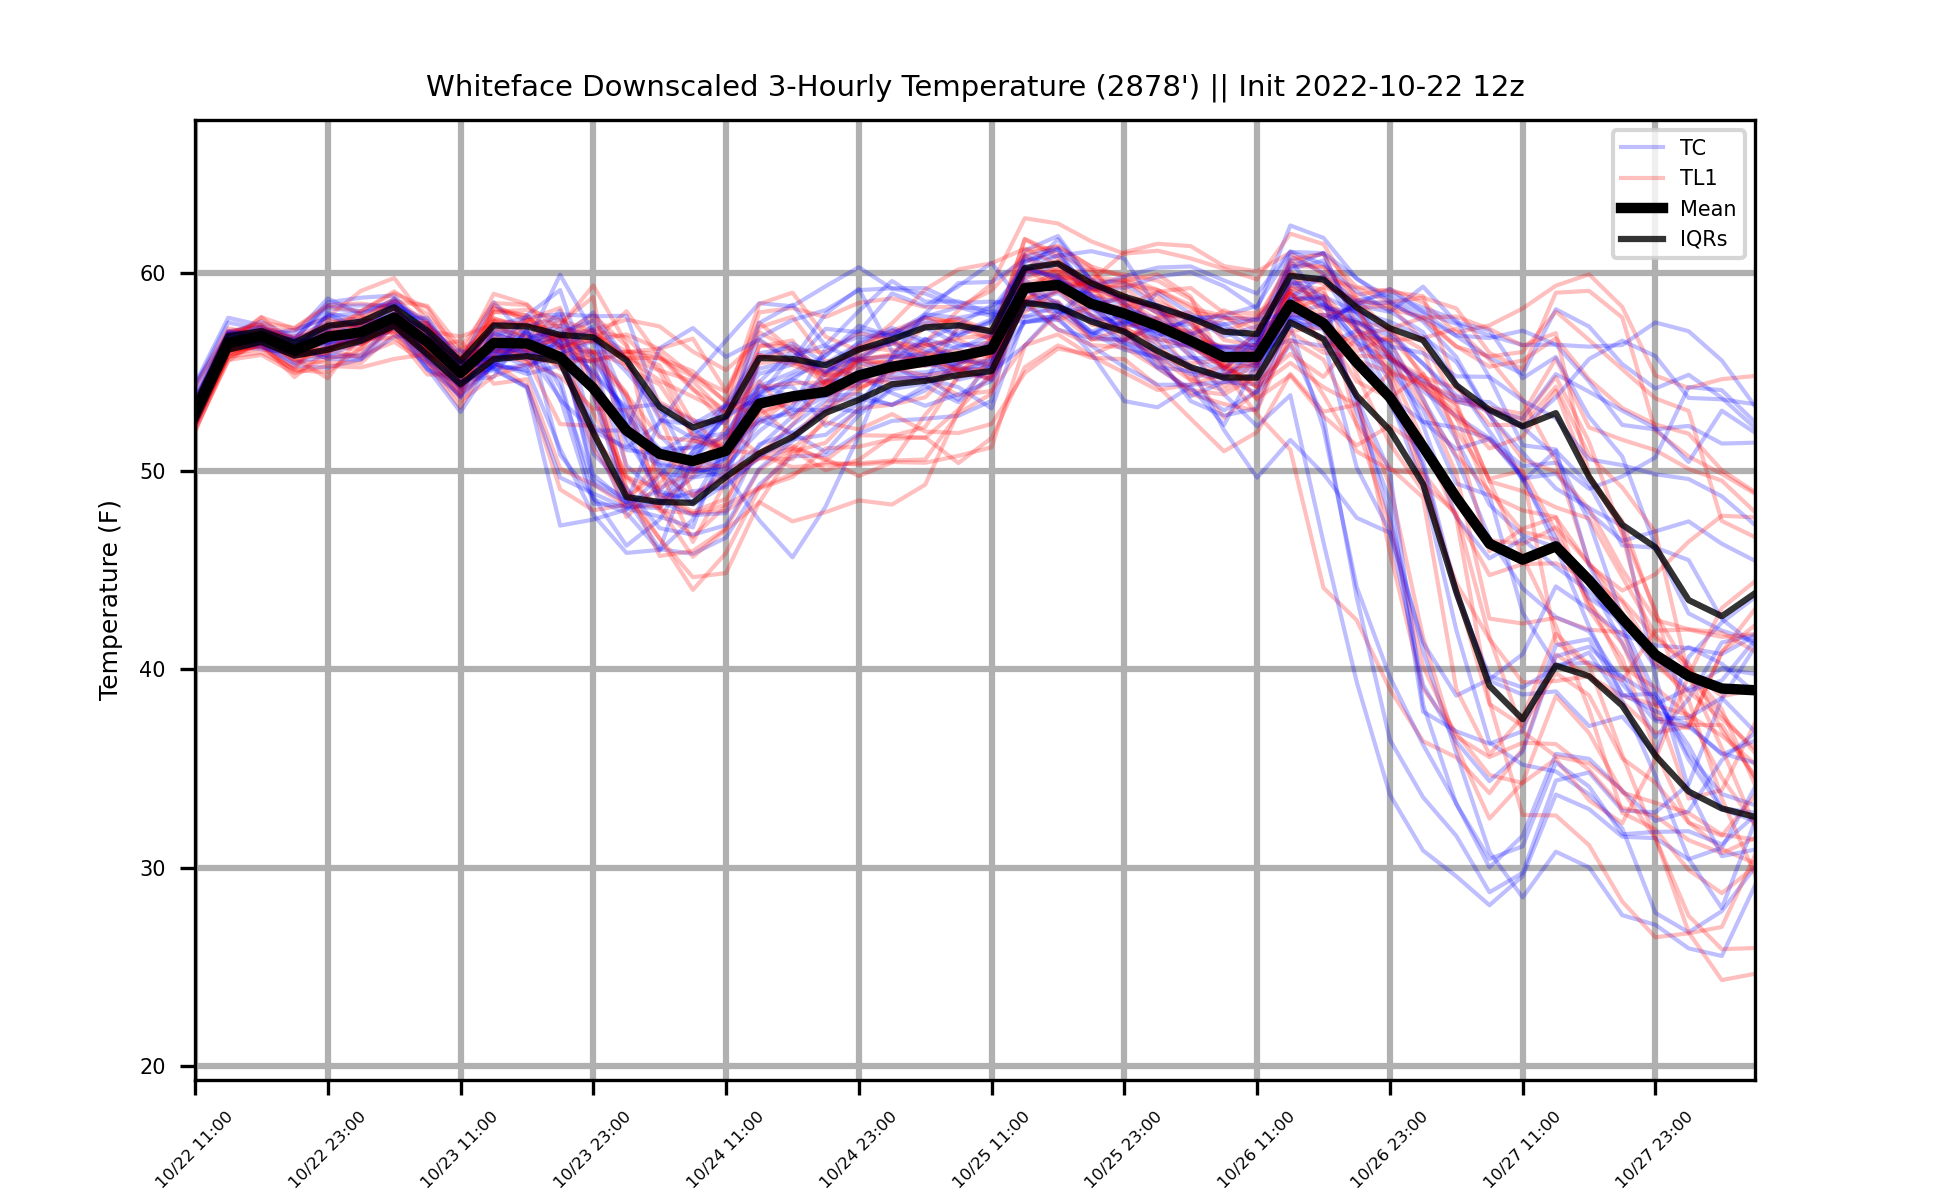 Whiteface Downscaled 3-Hourly Temperature (2878') || Init 2022-10-22 12z
TC
TL1
Mean
IQRs
Temperature (F)
60
50
40
30
20
10/22 11:00
10/22 23:00
10/23 11:00
10/23 23:00
10/24 11:00
10/24 23:00
10/25 11:00
10/25 23:00
10/26 11:00
10/26 23:00
10/27 11:00
10/27 23:00